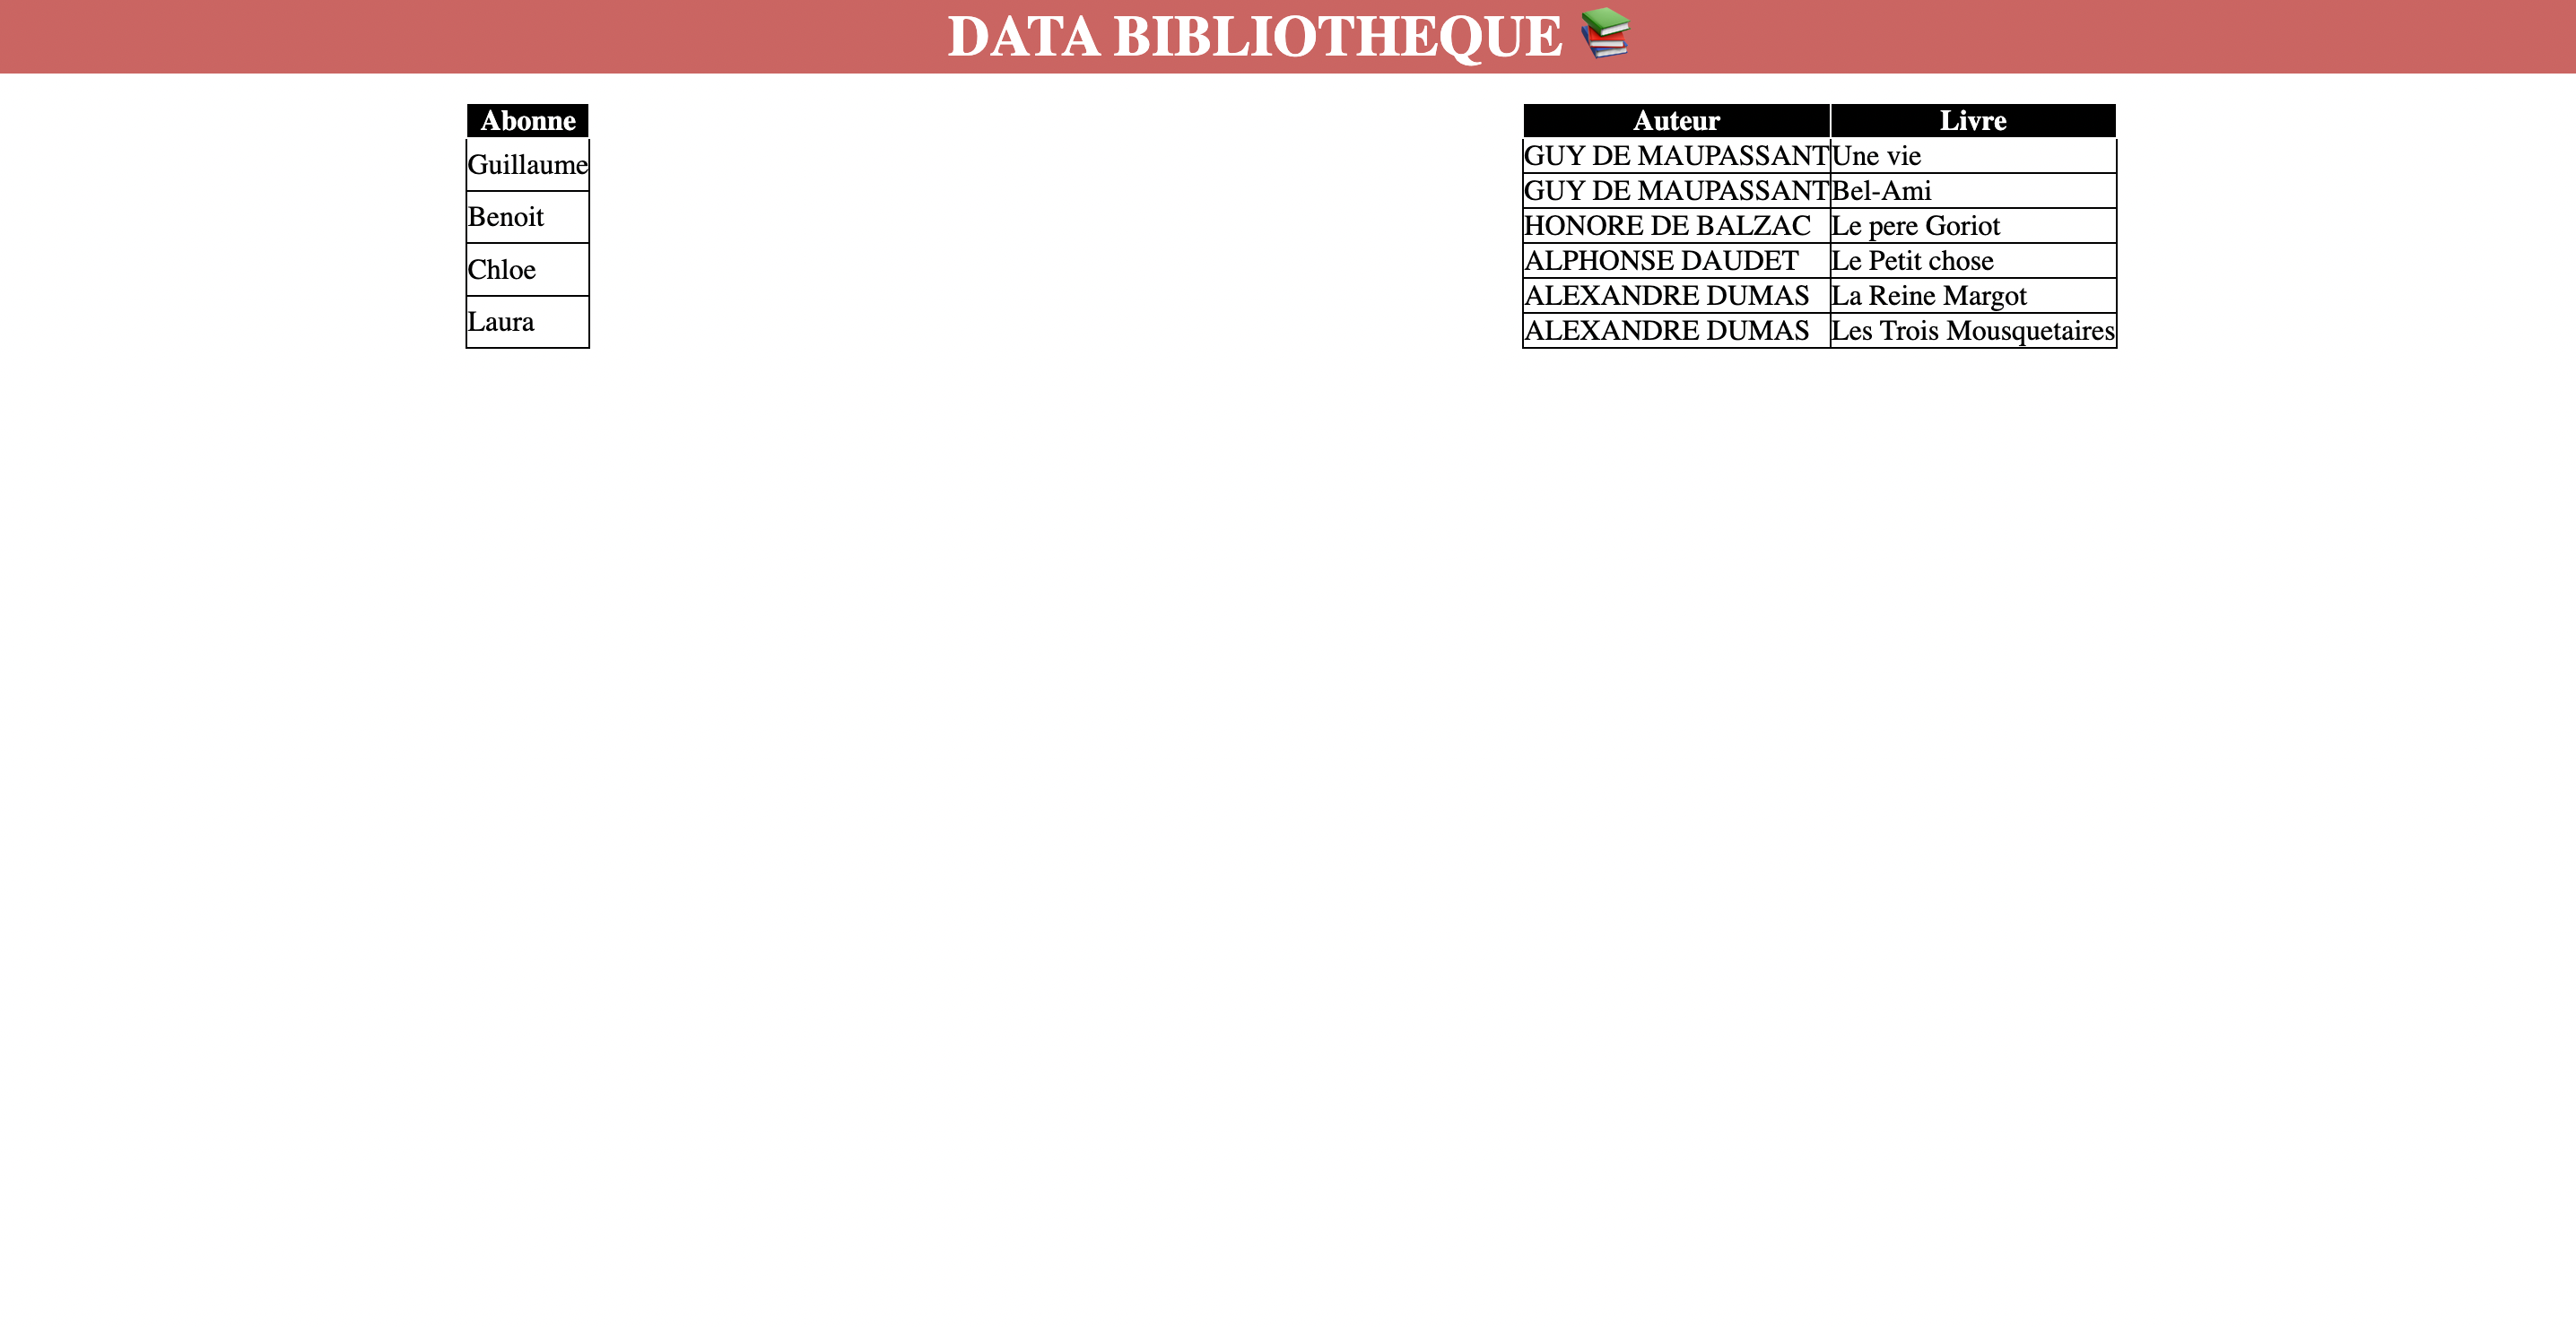 DATA BIBLIOTHEQUE 📚
Abonne
Guillaume
Benoit
Chloe
Laura
Auteur Livre
GUY DE MAUPASSANT Une vie
GUY DE MAUPASSANT Bel-Ami
HONORE DE BALZAC Le pere Goriot
ALPHONSE DAUDET Le Petit chose
ALEXANDRE DUMAS La Reine Margot
ALEXANDRE DUMAS Les Trois Mousquetaires